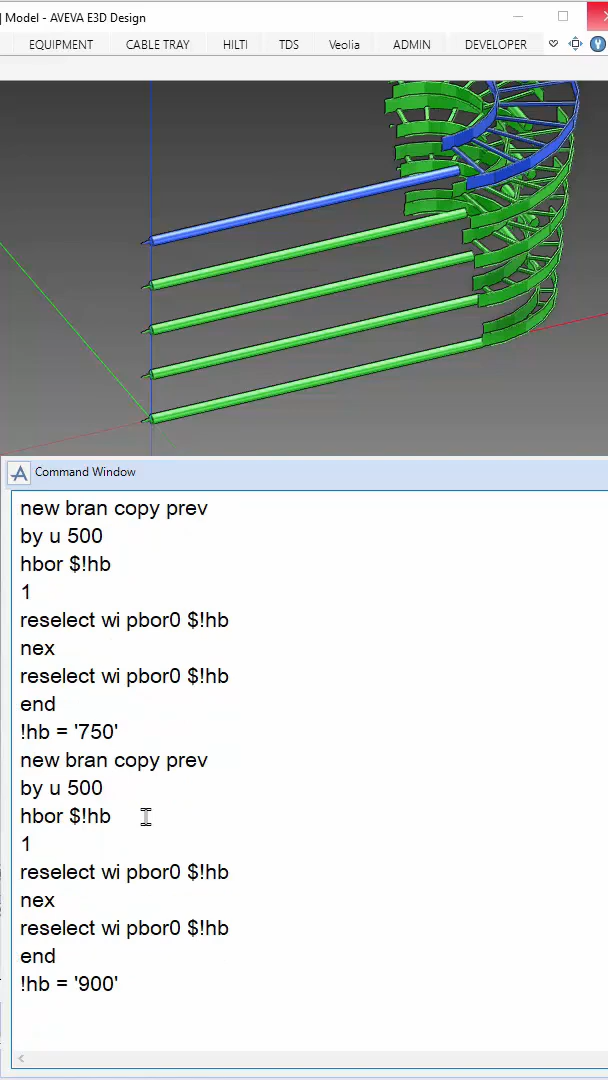 Model - AVEVA E3D Design
EQUIPMENT CABLE TRAY HILTI TDS Veolia ADMIN DEVELOPER
Command Window
new bran copy prev
by u 500
hbor $!hb
1
reselect wi pbor0 $!hb
nex
reselect wi pbor0 $!hb
end
!hb = '750'
new bran copy prev
by u 500
hbor $!hb
1
reselect wi pbor0 $!hb
nex
reselect wi pbor0 $!hb
end
!hb = '900'